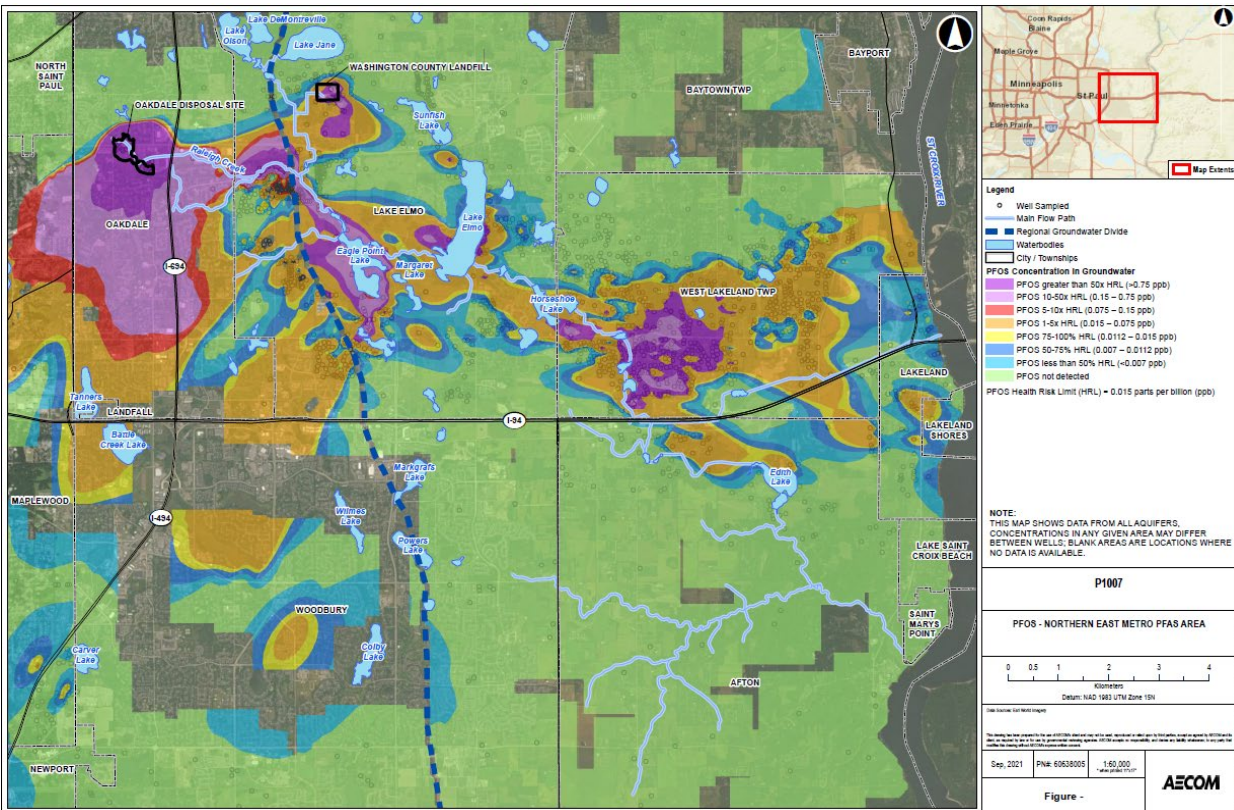 Lake DeMontreville
Lake
Olson
Lake Jane
NORTH
SAINT
PAUL
WASHINGTON COUNTY LANDFILL
BAYPORT
BAYTOWN TWP
OAKDALE DISPOSAL SITE
Sunfish
Lake
Raleigh Creek
ST CROIX RIVER
OAKDALE
LAKE ELMO
Lake
Elmo
I-694
Eagle Point
Lake
Margaret
Lake
Horseshoe
Lake
WEST LAKELAND TWP
Tanners
Lake
LANDFALL
LAKELAND
I-94
LAKELAND
SHORES
Battle
Creek Lake
Markgrafs
Lake
Edith
Lake
MAPLEWOOD
I-494
Wilmes
Lake
Powers
Lake
LAKE SAINT
CROIX BEACH
WOODBURY
SAINT
MARYS
POINT
Carver
Lake
Colby
Lake
AFTON
NEWPORT
Coon Rapids
Blaine
Maple Grove
Minneapolis
St Paul
Minnetonka
Eden Prairie
Map Extents
Legend
Well Sampled
Main Flow Path
Regional Groundwater Divide
Waterbodies
City / Townships
PFOS Concentration in Groundwater
PFOS greater than 50x HRL (>0.75 ppb)
PFOS 10-50x HRL (0.15 – 0.75 ppb)
PFOS 5-10x HRL (0.075 – 0.15 ppb)
PFOS 1-5x HRL (0.015 – 0.075 ppb)
PFOS 75-100% HRL (0.0112 – 0.015 ppb)
PFOS 50-75% HRL (0.007 – 0.0112 ppb)
PFOS less than 50% HRL (<0.007 ppb)
PFOS not detected
PFOS Health Risk Limit (HRL) = 0.015 parts per billion (ppb)
NOTE:
THIS MAP SHOWS DATA FROM ALL AQUIFERS,
CONCENTRATIONS IN ANY GIVEN AREA MAY DIFFER
BETWEEN WELLS; BLANK AREAS ARE LOCATIONS WHERE
NO DATA IS AVAILABLE.
P1007
PFOS - NORTHERN EAST METRO PFAS AREA
0 0.5 1 2 3 4
Kilometers
Datum: NAD 1983 UTM Zone 15N
Data Sources: Esri World Imagery
Sep, 2021 PN#: 60638005 1:60,000
AECOM
Figure -